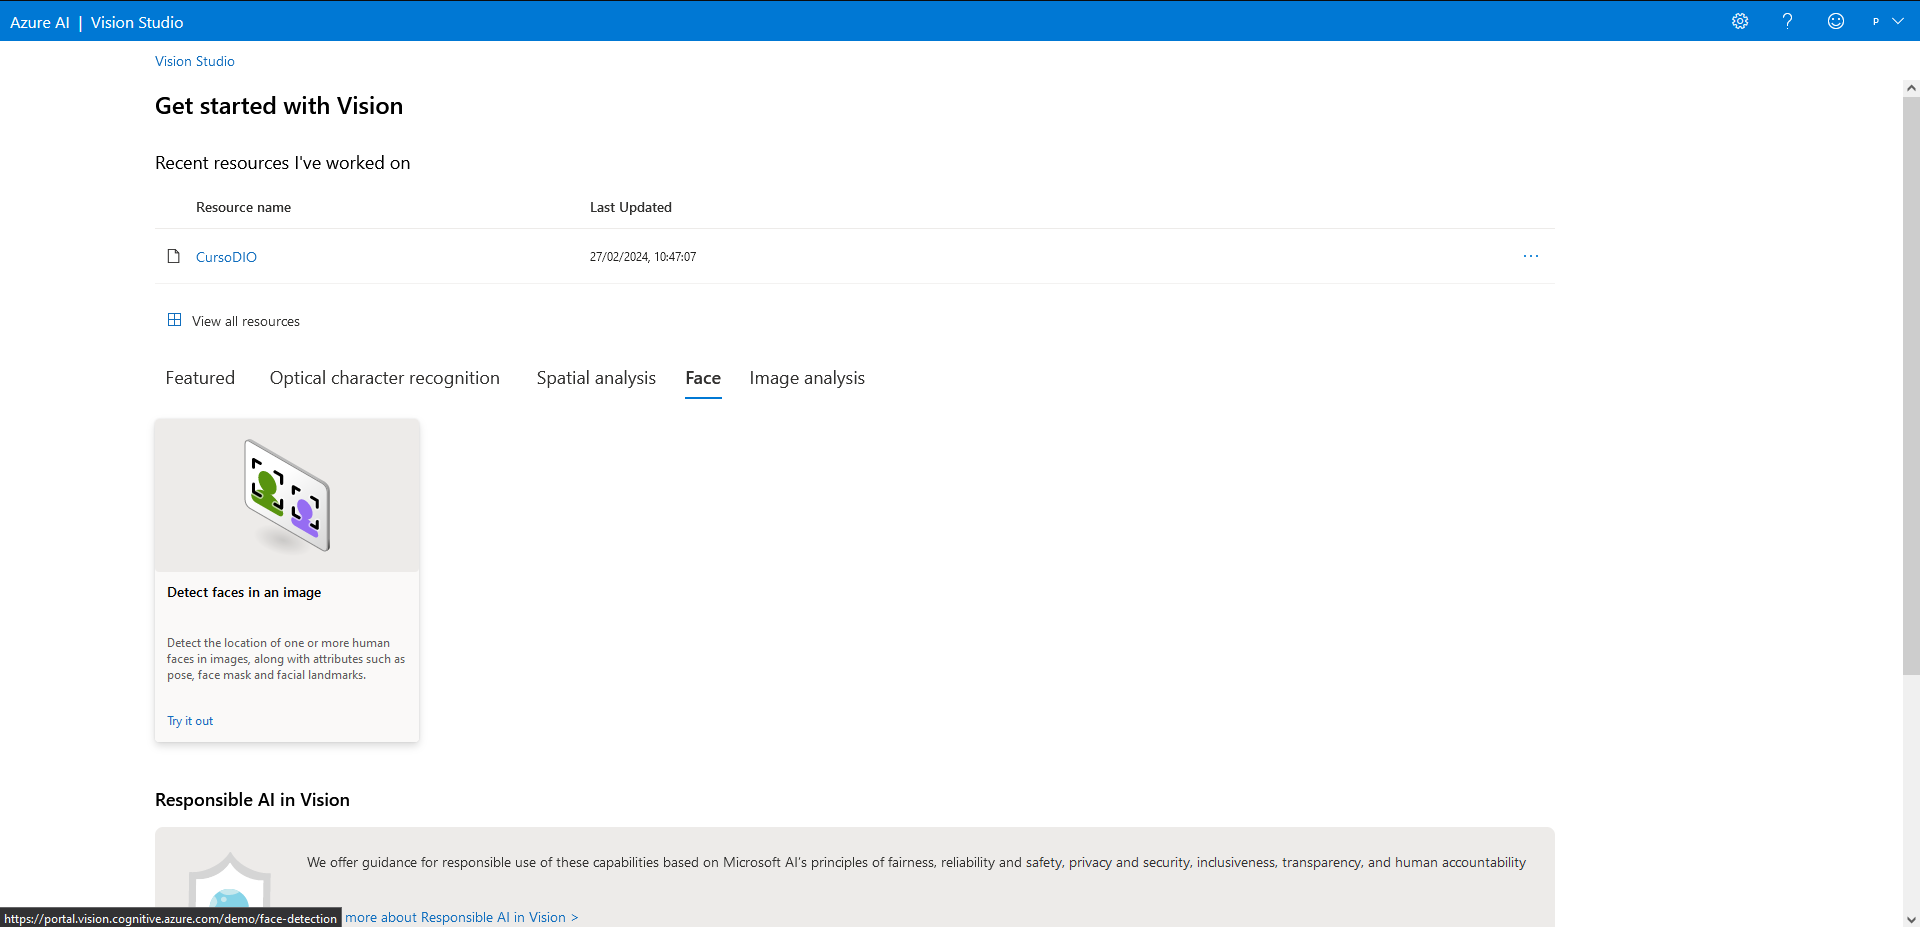 Azure AI | Vision Studio
P
Vision Studio
Get started with Vision
Recent resources I've worked on
Resource name Last Updated
CursoDIO 27/02/2024, 10:47:07 ...
View all resources
Featured Optical character recognition Spatial analysis Face Image analysis
Detect faces in an image
Detect the location of one or more human
faces in images, along with attributes such as
pose, face mask and facial landmarks.
Try it out
Responsible AI in Vision
We offer guidance for responsible use of these capabilities based on Microsoft AI's principles of fairness, reliability and safety, privacy and security, inclusiveness, transparency, and human accountability
more about Responsible AI in Vision >
https://portal.vision.cognitive.azure.com/demo/face-detection